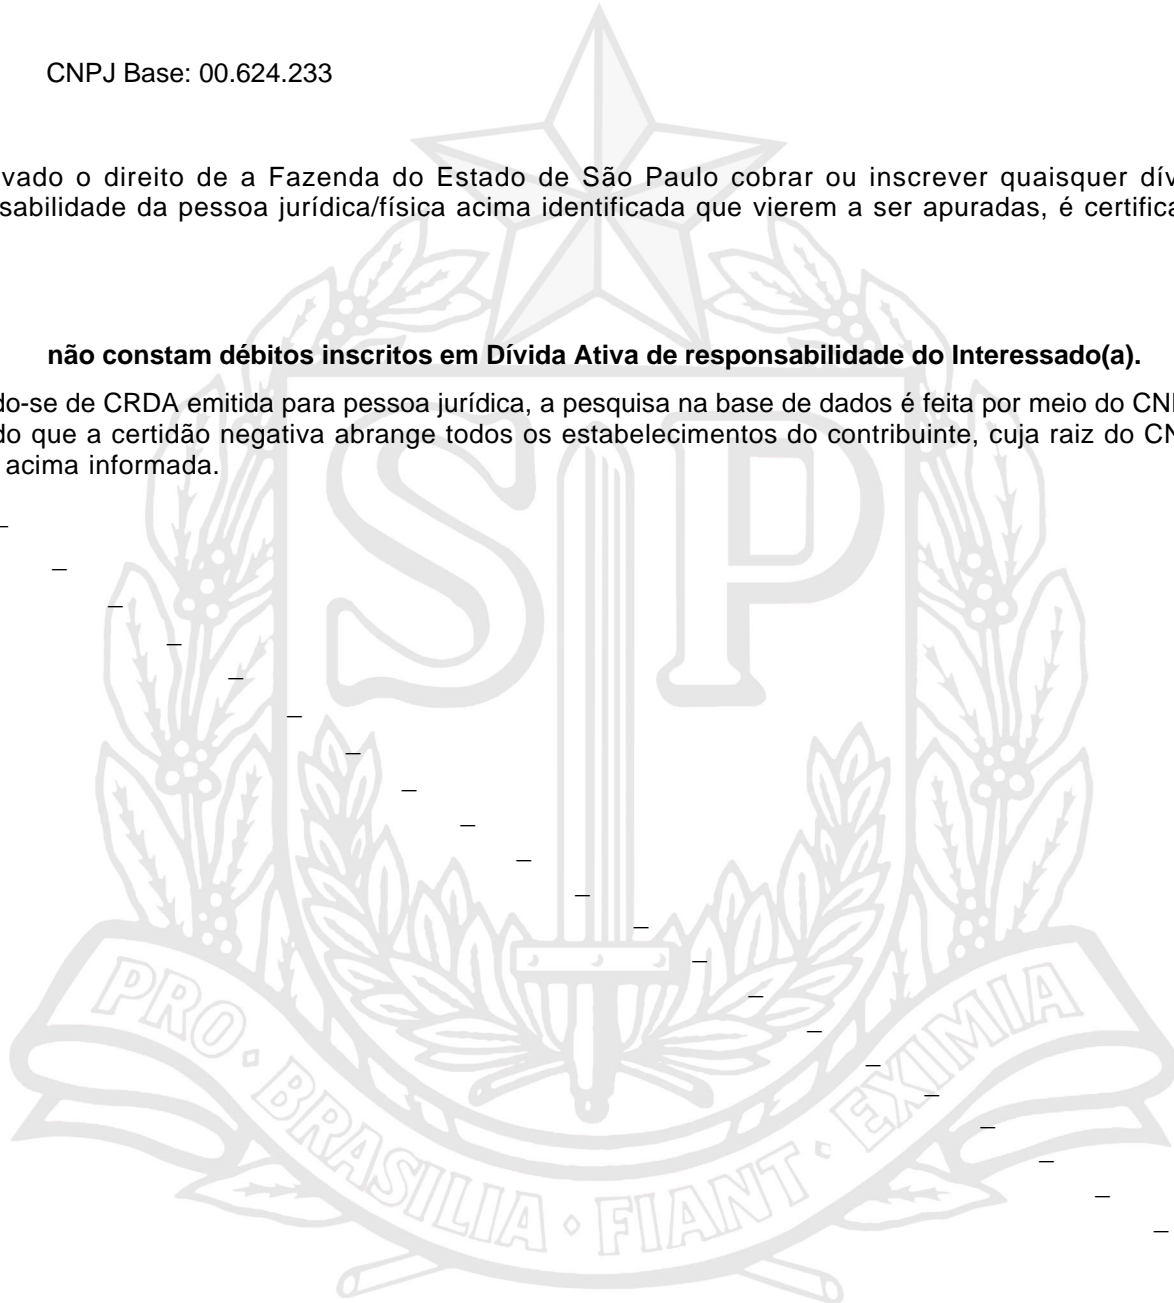 CNPJ Base: 00.624.233
vado o direito de a Fazenda do Estado de São Paulo cobrar ou inscrever quaisquer dív
sabilidade da pessoa jurídica/física acima identificada que vierem a ser apuradas, é certifica
não constam débitos inscritos em Dívida Ativa de responsabilidade do Interessado(a).
do-se de CRDA emitida para pessoa jurídica, a pesquisa na base de dados é feita por meio do CN
do que a certidão negativa abrange todos os estabelecimentos do contribuinte, cuja raiz do CN
acima informada.
SP
PRO · BRASILIA · FIANT · EXIMIA